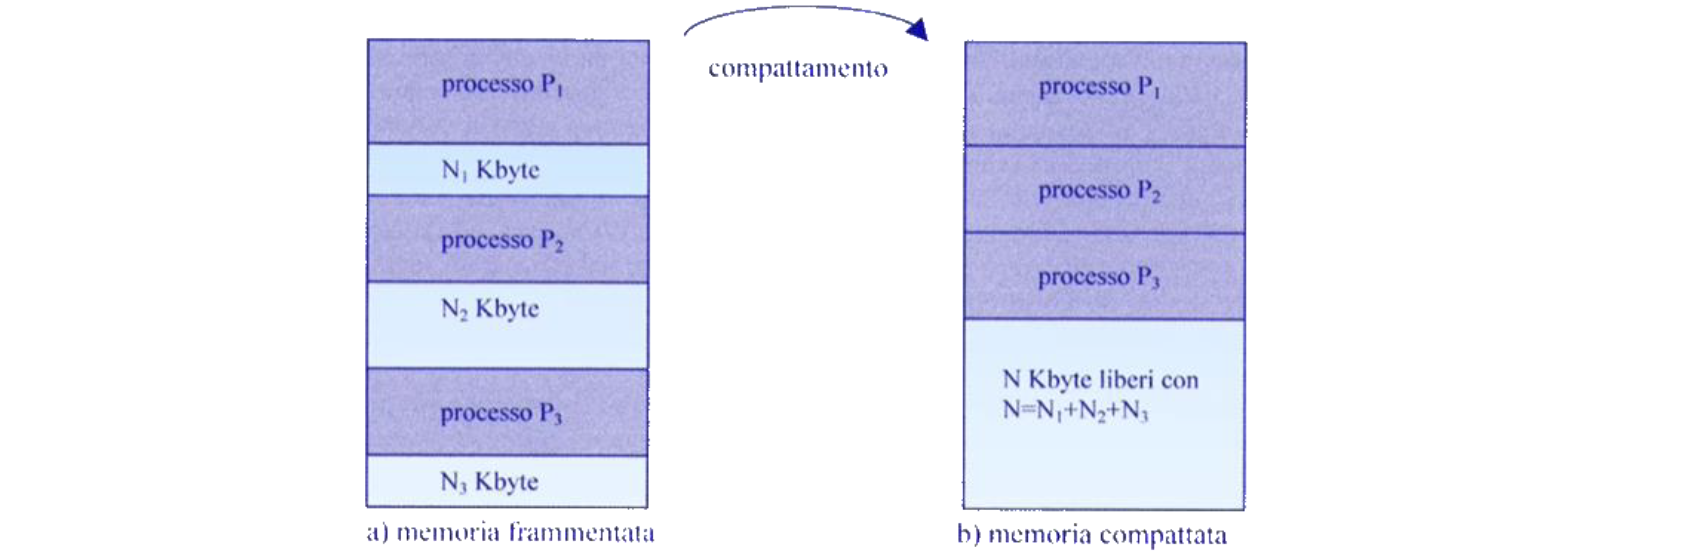 processo P₁
N₁ Kbyte
processo P₂
N₂ Kbyte
processo P₃
N₃ Kbyte
a) memoria frammentata
compattamento
processo P₁
processo P₂
processo P₃
N Kbyte liberi con
N=N₁+N₂+N₃
b) memoria compattata